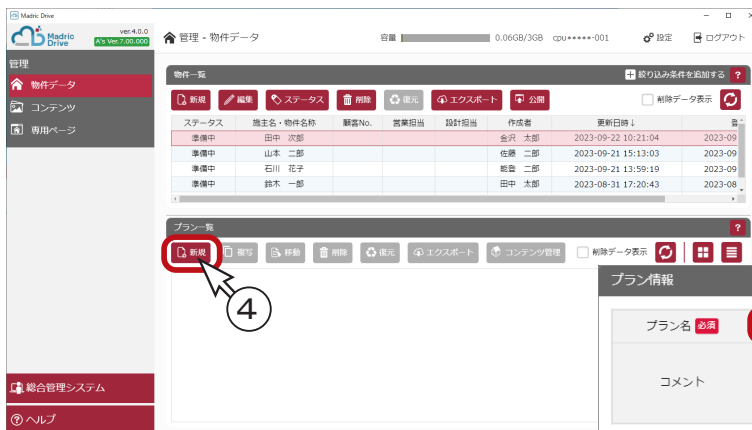 Madric Drive
Madric Drive
ver.4.0.0
A's Ver.7.00.000
管理 - 物件データ
容量
0.06GB/3GB
cpu*****-001
設定
ログアウト
管理
物件データ
コンテンツ
専用ページ
総合管理システム
ヘルプ
物件一覧
絞り込み条件を追加する ?
新規 編集 ステータス 削除 復元 エクスポート 公開 削除データ表示
ステータス 施主名・物件名称 顧客No. 営業担当 設計担当 作成者 更新日時↓
準備中 田中 次郎 金沢 太郎 2023-09-22 10:21:04 2023-09
準備中 山本 二郎 佐藤 二郎 2023-09-21 15:13:03 2023-09
準備中 石川 花子 能登 二郎 2023-09-21 13:59:19 2023-09
準備中 鈴木 一郎 田中 太郎 2023-08-31 17:20:43 2023-08
プラン一覧 ?
新規 複写 移動 削除 復元 エクスポート コンテンツ管理 削除データ表示
4
プラン情報
プラン名 必須
コメント